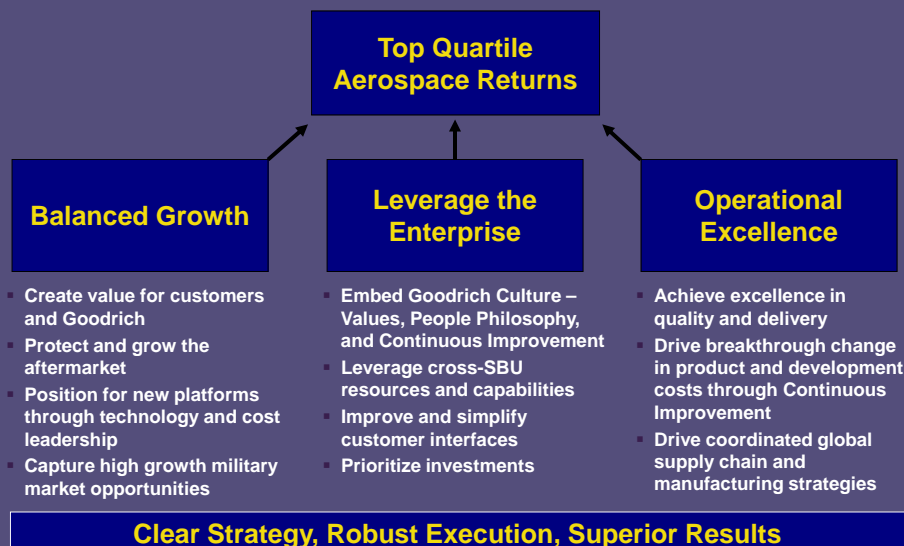 Top Quartile
Aerospace Returns
Balanced Growth
▪ Create value for customers
and Goodrich
▪ Protect and grow the
aftermarket
▪ Position for new platforms
through technology and cost
leadership
▪ Capture high growth military
market opportunities
Leverage the
Enterprise
▪ Embed Goodrich Culture –
Values, People Philosophy,
and Continuous Improvement
▪ Leverage cross-SBU
resources and capabilities
▪ Improve and simplify
customer interfaces
▪ Prioritize investments
Operational
Excellence
▪ Achieve excellence in
quality and delivery
▪ Drive breakthrough change
in product and development
costs through Continuous
Improvement
▪ Drive coordinated global
supply chain and
manufacturing strategies
Clear Strategy, Robust Execution, Superior Results